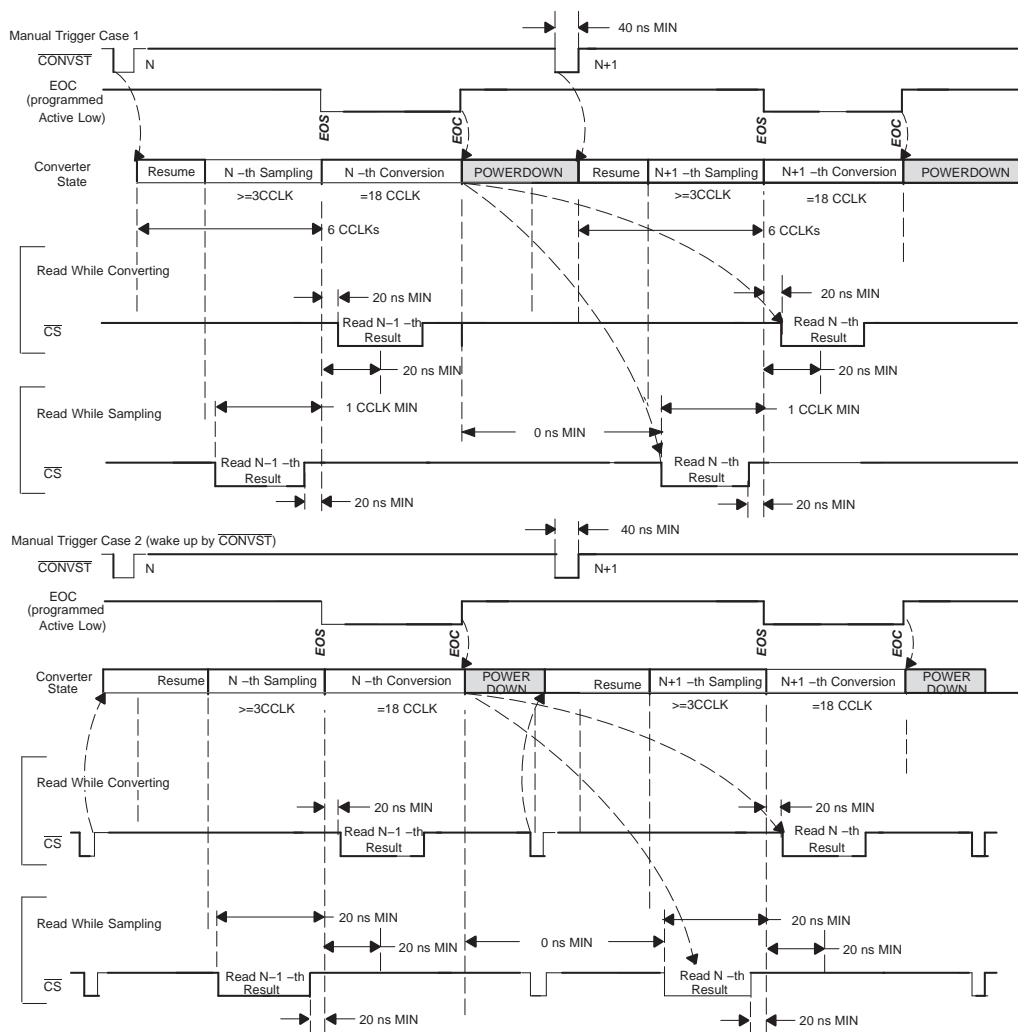 40 ns MIN
Manual Trigger Case 1
CONVST
N
N+1
EOC
(programmed
Active Low)
EOS
EOC
EOS
EOC
Converter
State
Resume
N −th Sampling
N −th Conversion
POWERDOWN
Resume
N+1 −th Sampling
N+1 −th Conversion
POWERDOWN
>=3CCLK
=18 CCLK
>=3CCLK
=18 CCLK
6 CCLKs
6 CCLKs
Read While Converting
20 ns MIN
20 ns MIN
CS
Read N−1 −th
Result
Read N −th
Result
20 ns MIN
20 ns MIN
Read While Sampling
1 CCLK MIN
1 CCLK MIN
0 ns MIN
CS
Read N−1 −th
Result
Read N −th
Result
20 ns MIN
20 ns MIN
40 ns MIN
Manual Trigger Case 2 (wake up by CONVST)
CONVST
N
N+1
EOC
(programmed
Active Low)
EOS
EOC
EOS
EOC
Converter
State
Resume
N −th Sampling
N −th Conversion
POWER
DOWN
Resume
N+1 −th Sampling
N+1 −th Conversion
POWER
DOWN
>=3CCLK
=18 CCLK
>=3CCLK
=18 CCLK
Read While Converting
20 ns MIN
20 ns MIN
CS
Read N−1 −th
Result
Read N −th
Result
Read While Sampling
20 ns MIN
20 ns MIN
20 ns MIN
0 ns MIN
20 ns MIN
CS
Read N−1 −th
Result
Read N −th
Result
20 ns MIN
20 ns MIN